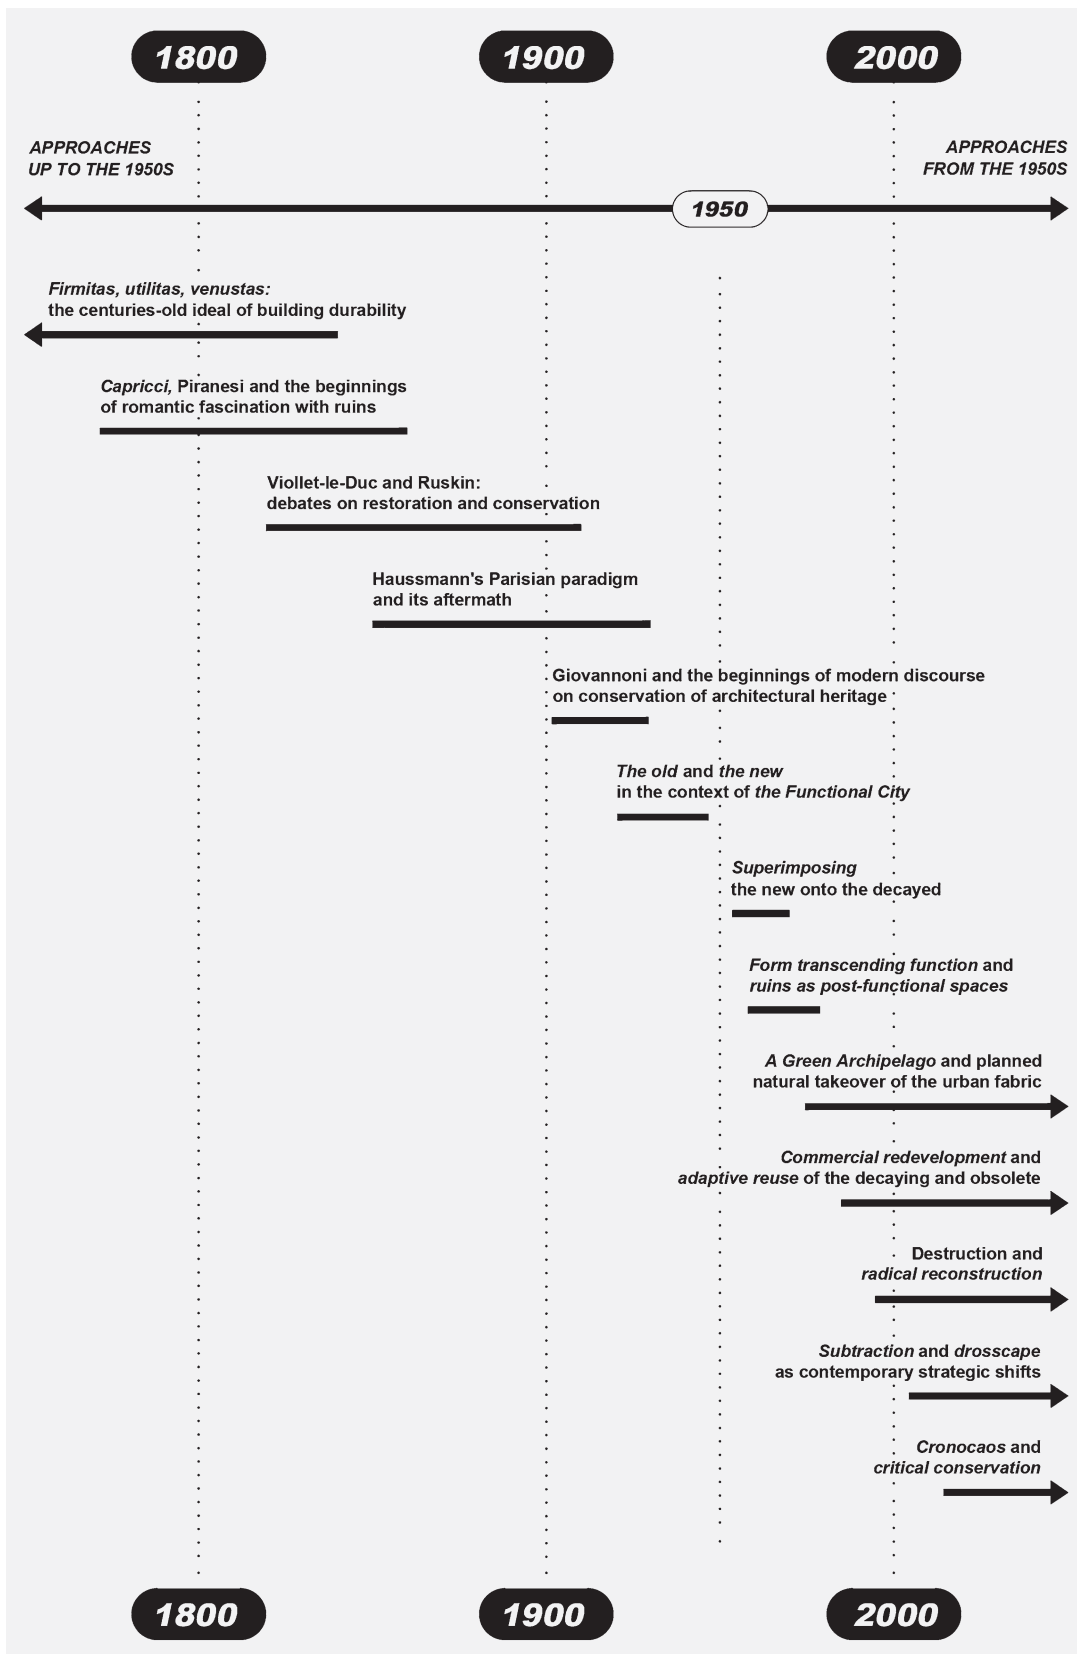 1800 1900 2000
APPROACHES
UP TO THE 1950S
APPROACHES
FROM THE 1950S
1950
Firmitas, utilitas, venustas:
the centuries-old ideal of building durability
Capricci, Piranesi and the beginnings
of romantic fascination with ruins
Viollet-le-Duc and Ruskin:
debates on restoration and conservation
Haussmann's Parisian paradigm
and its aftermath
Giovannoni and the beginnings of modern discourse
on conservation of architectural heritage
The old and the new
in the context of the Functional City
Superimposing
the new onto the decayed
Form transcending function and
ruins as post-functional spaces
A Green Archipelago and planned
natural takeover of the urban fabric
Commercial redevelopment and
adaptive reuse of the decaying and obsolete
Destruction and
radical reconstruction
Subtraction and drosscape
as contemporary strategic shifts
Cronocaos and
critical conservation
1800 1900 2000